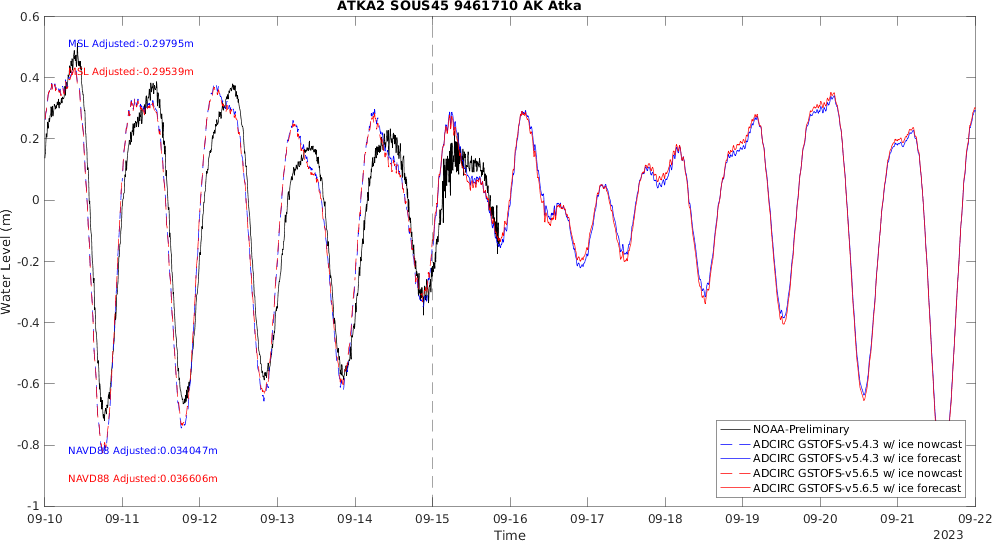 ATKA2 SOUS45 9461710 AK Atka
0.6
0.4
0.2
0
-0.2
-0.4
-0.6
-0.8
-1
Water Level (m)
MSL Adjusted:-0.29795m
MSL Adjusted:-0.29539m
NAVD88 Adjusted:0.034047m
NAVD88 Adjusted:0.036606m
NOAA-Preliminary
ADCIRC GSTOFS-v5.4.3 w/ ice nowcast
ADCIRC GSTOFS-v5.4.3 w/ ice forecast
ADCIRC GSTOFS-v5.6.5 w/ ice nowcast
ADCIRC GSTOFS-v5.6.5 w/ ice forecast
09-10 09-11 09-12 09-13 09-14 09-15 09-16 09-17 09-18 09-19 09-20 09-21 09-22
Time
2023